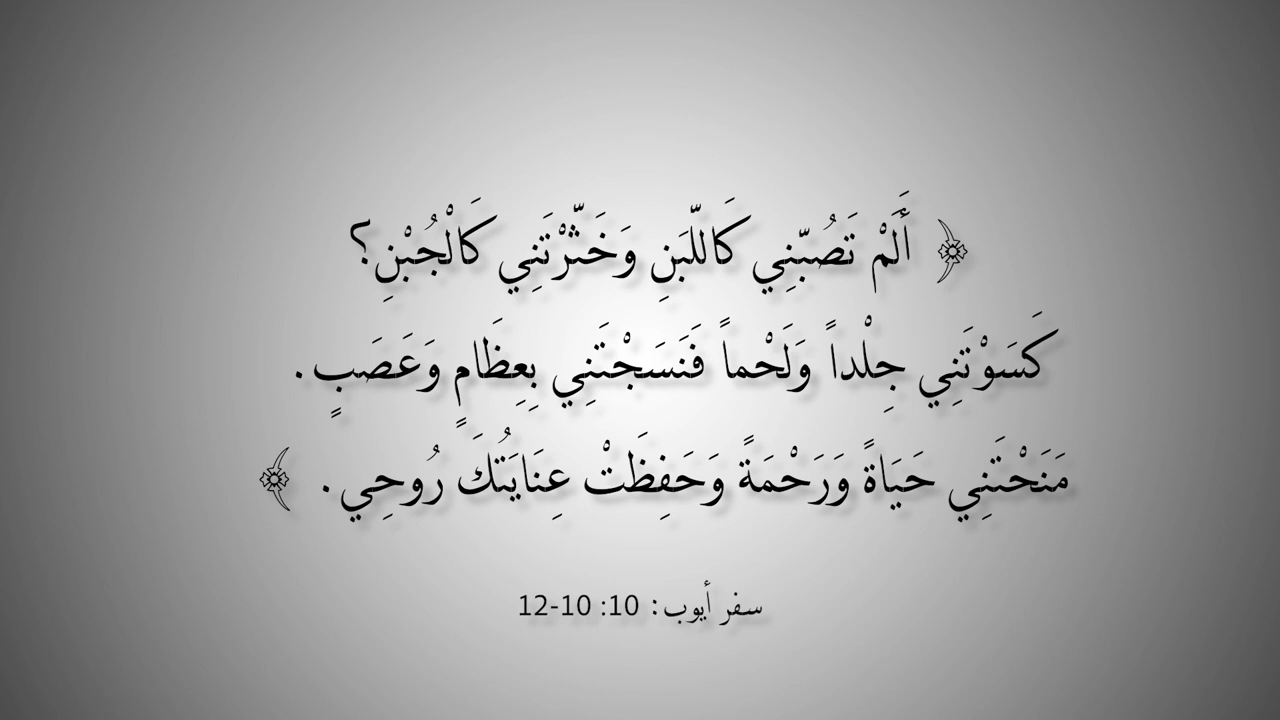 ﴿ أَلَمْ تَصُبّنِي كَاللّبَنِ وَخَثّرْتَنِي كَالْجُبْنِ؟
كَسَوْتَنِي جِلْداً وَلَحْماً فَنَسَجْتَنِي بِعِظَامٍ وَعَصَبٍ.
مَنَحْتَنِي حَيَاةً وَرَحْمَةً وَحَفِظَتْ عِنَايَتُكَ رُوحِي. ﴾
سفر أيوب: 10: 10-12